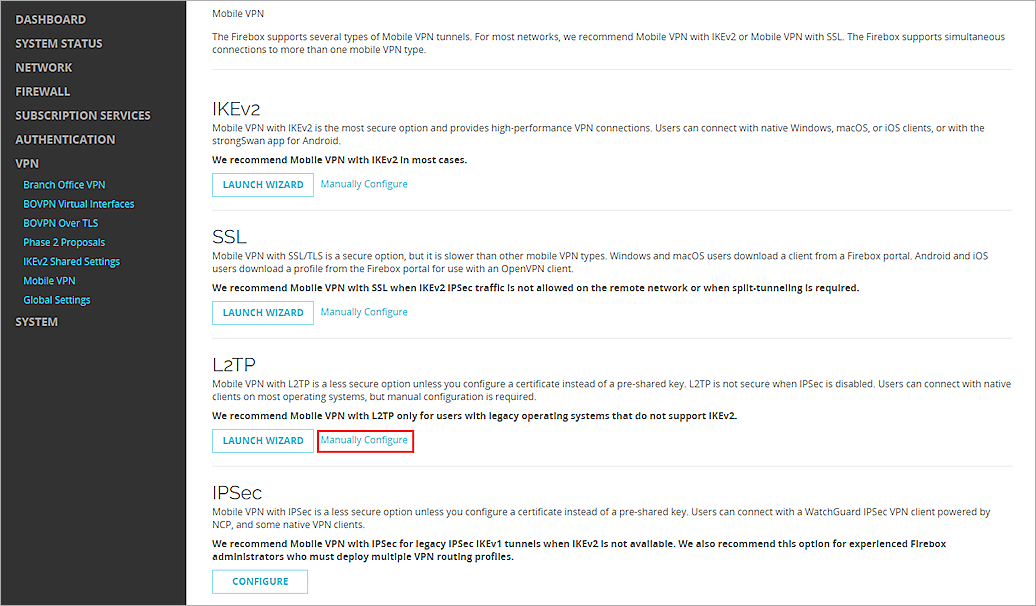 DASHBOARD
SYSTEM STATUS
NETWORK
FIREWALL
SUBSCRIPTION SERVICES
AUTHENTICATION
VPN
Branch Office VPN
BOVPN Virtual Interfaces
BOVPN Over TLS
Phase 2 Proposals
IKEv2 Shared Settings
Mobile VPN
Global Settings
SYSTEM
Mobile VPN
The Firebox supports several types of Mobile VPN tunnels. For most networks, we recommend Mobile VPN with IKEv2 or Mobile VPN with SSL. The Firebox supports simultaneous
connections to more than one mobile VPN type.
IKEv2
Mobile VPN with IKEv2 is the most secure option and provides high-performance VPN connections. Users can connect with native Windows, macOS, or iOS clients, or with the
strongSwan app for Android.
We recommend Mobile VPN with IKEv2 in most cases.
LAUNCH WIZARD Manually Configure
SSL
Mobile VPN with SSL/TLS is a secure option, but it is slower than other mobile VPN types. Windows and macOS users download a client from a Firebox portal. Android and iOS
users download a profile from the Firebox portal for use with an OpenVPN client.
We recommend Mobile VPN with SSL when IKEv2 IPSec traffic is not allowed on the remote network or when split-tunneling is required.
LAUNCH WIZARD Manually Configure
L2TP
Mobile VPN with L2TP is a less secure option unless you configure a certificate instead of a pre-shared key. L2TP is not secure when IPSec is disabled. Users can connect with native
clients on most operating systems, but manual configuration is required.
We recommend Mobile VPN with L2TP only for users with legacy operating systems that do not support IKEv2.
LAUNCH WIZARD Manually Configure
IPSec
Mobile VPN with IPSec is a less secure option unless you configure a certificate instead of a pre-shared key. Users can connect with a WatchGuard IPSec VPN client powered by
NCP, and some native VPN clients.
We recommend Mobile VPN with IPSec for legacy IPSec IKEv1 tunnels when IKEv2 is not available. We also recommend this option for experienced Firebox
administrators who must deploy multiple VPN routing profiles.
CONFIGURE